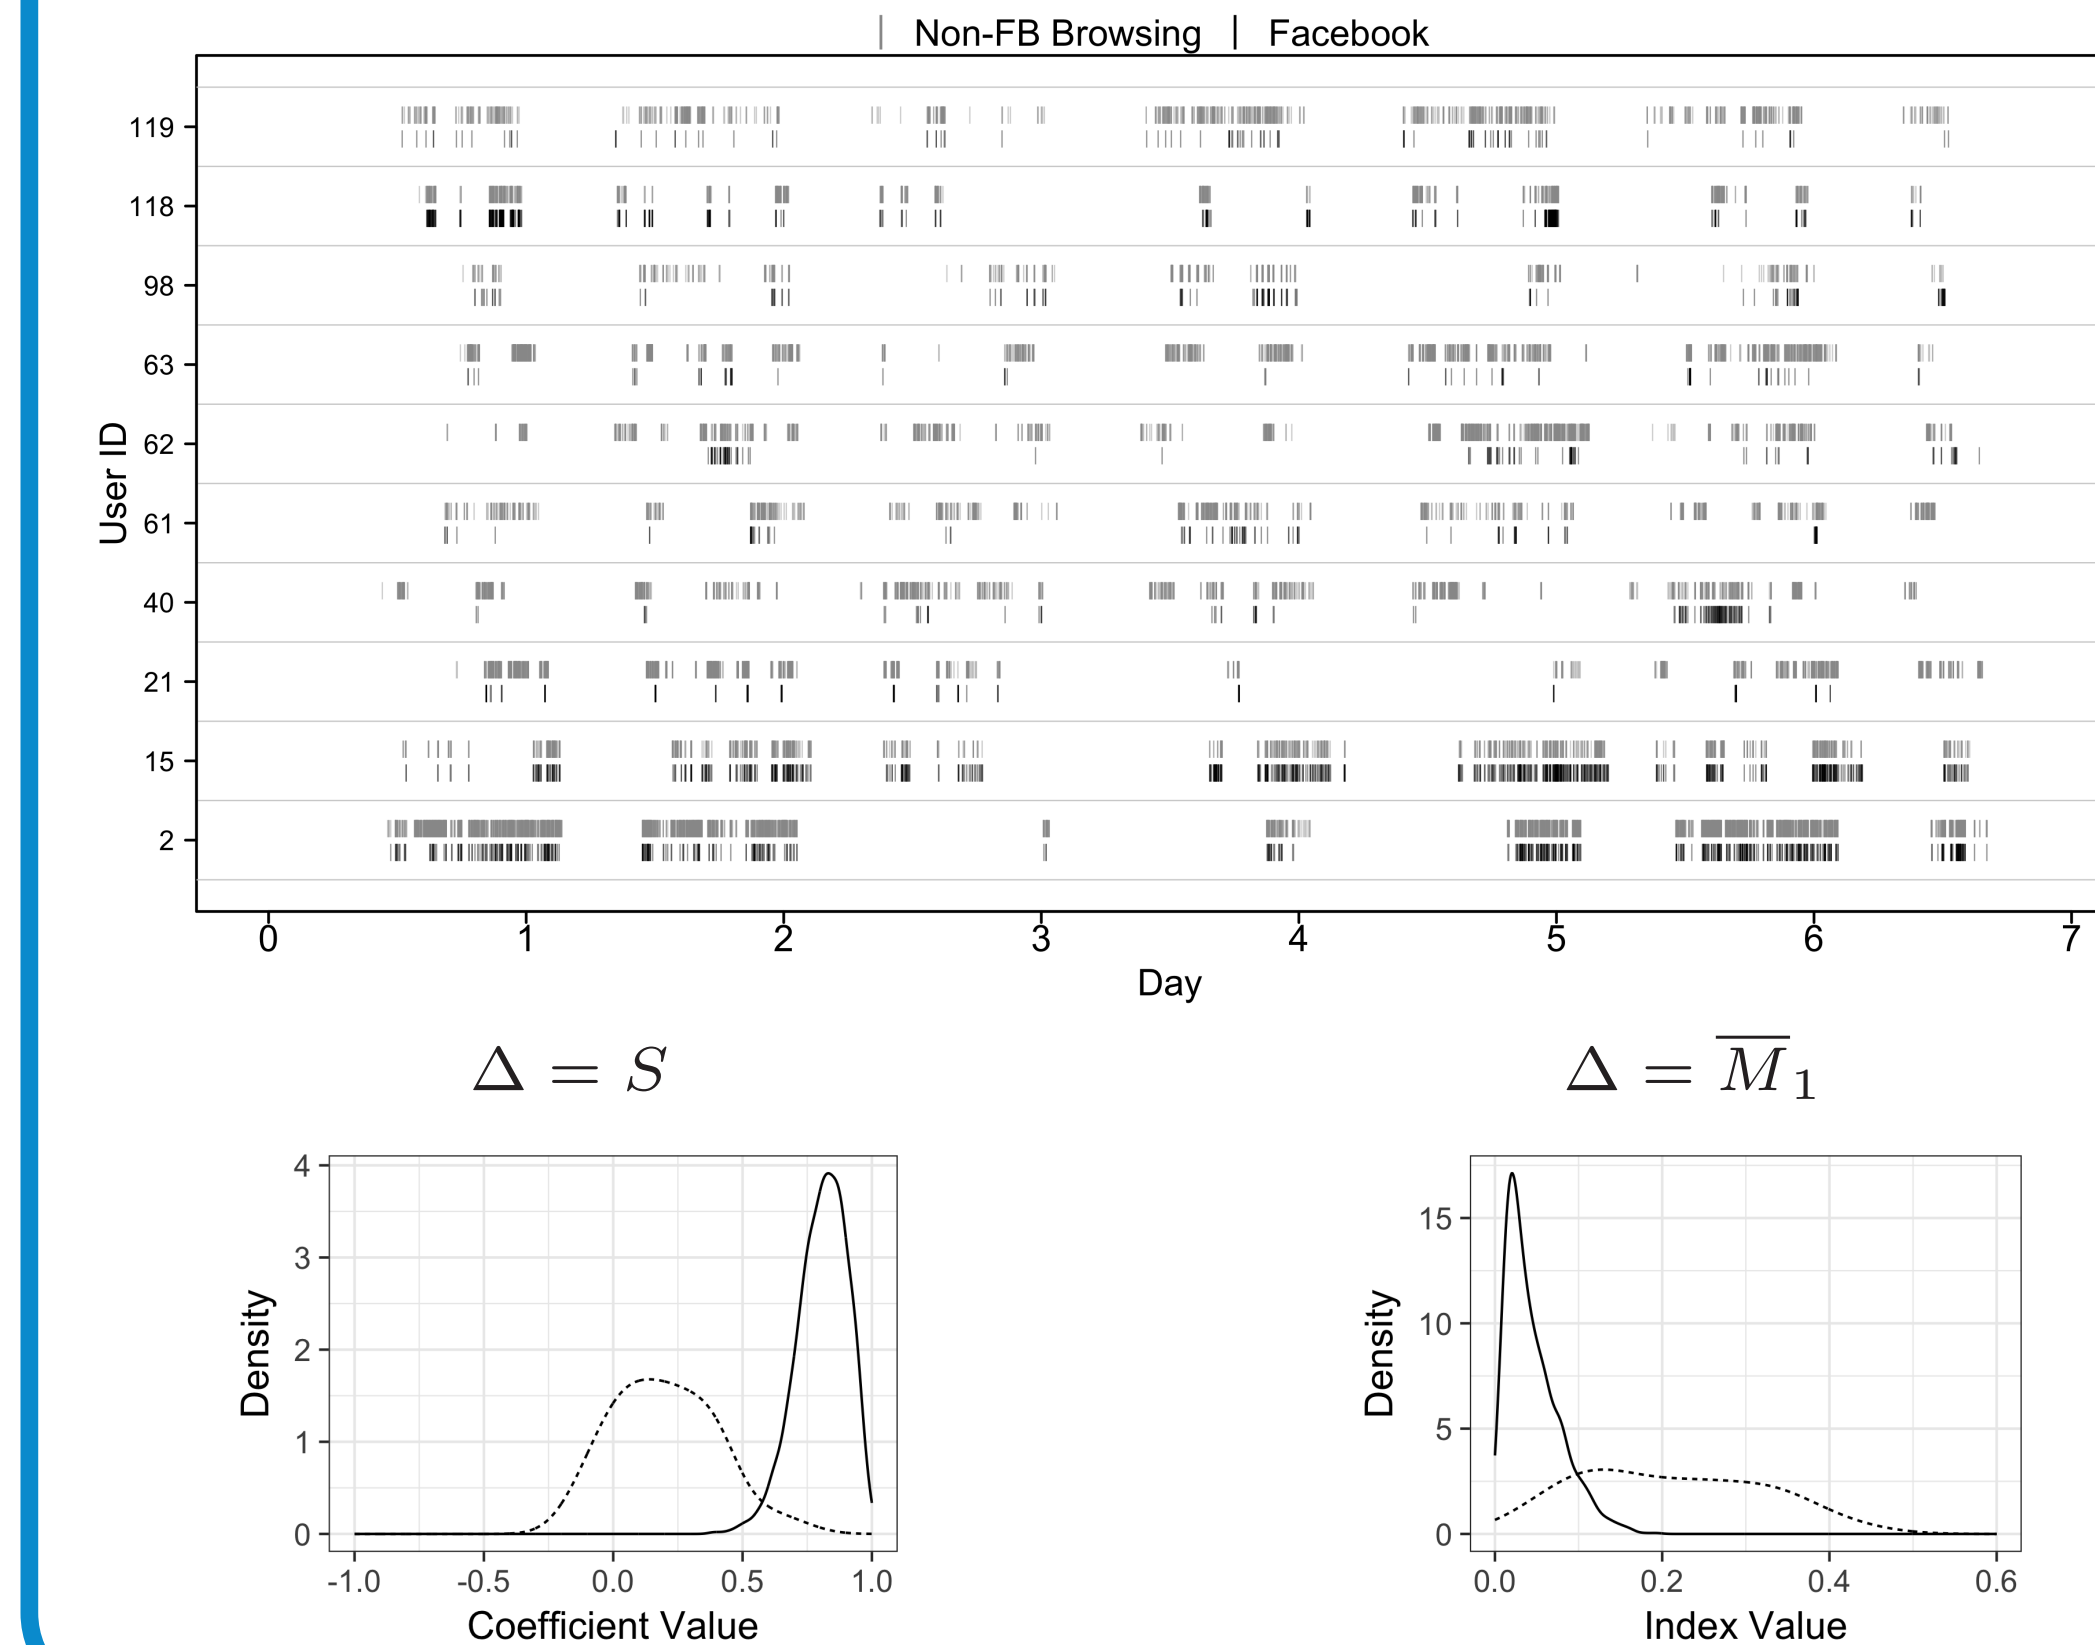 Non-FB Browsing Facebook
User ID
119
118
98
63
62
61
40
21
15
2
0 1 2 3 4 5 6 7
Day
Δ = S
Density
4
3
2
1
0
-1.0 -0.5 0.0 0.5 1.0
Coefficient Value
Δ = M̅₁
Density
15
10
5
0
0.0 0.2 0.4 0.6
Index Value